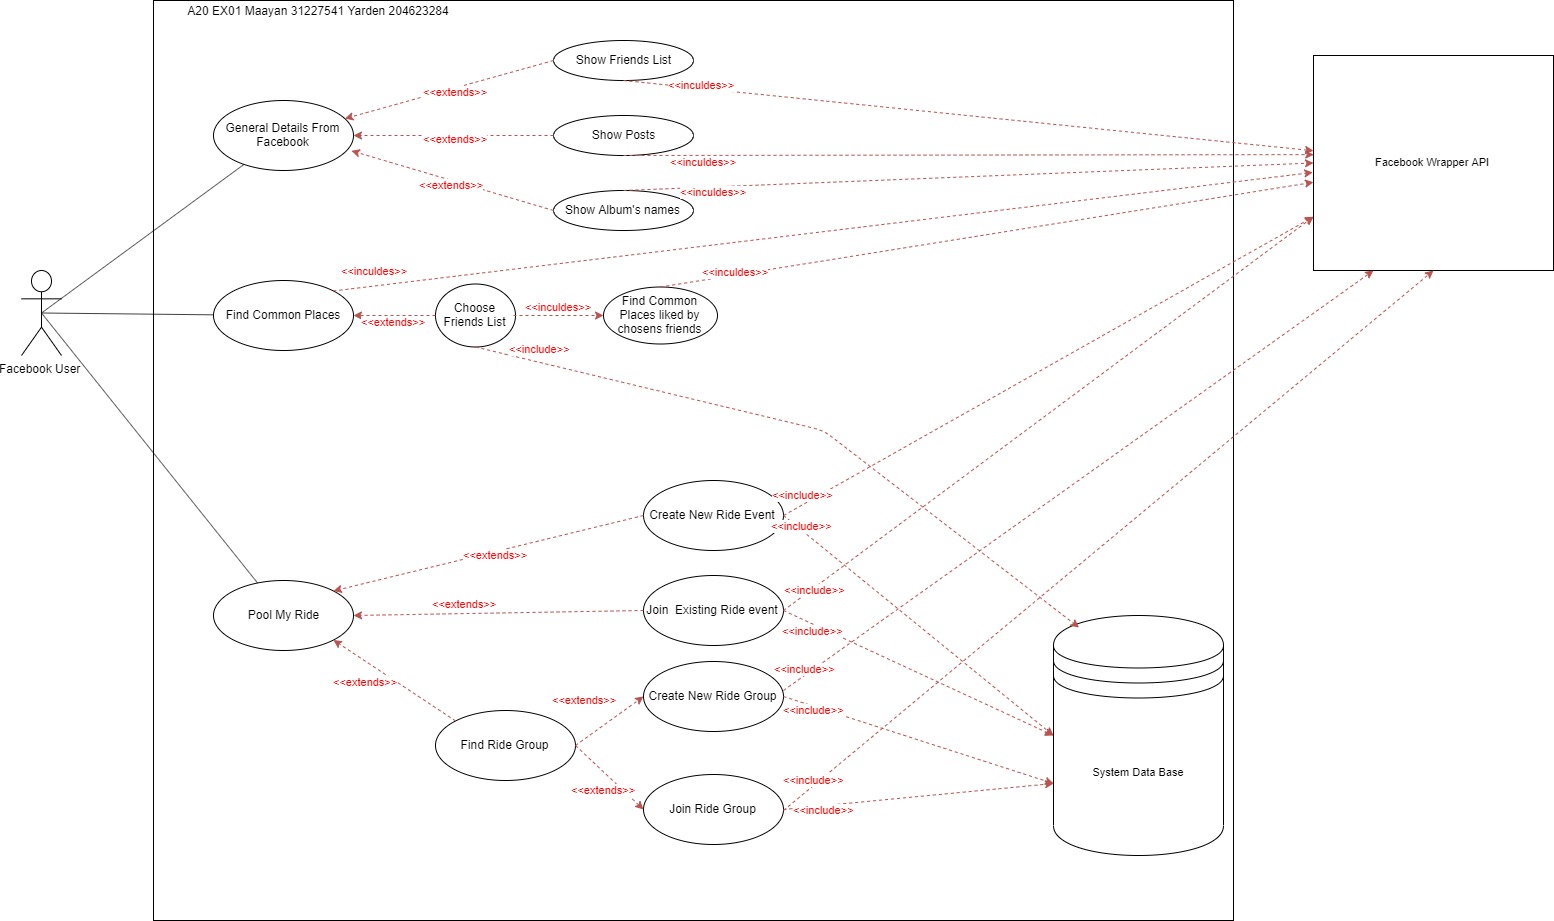 A20 EX01 Maayan 31227541 Yarden 204623284
Show Friends List
<<inculdes>>
<<extends>>
General Details From
Facebook
Show Posts
<<extends>>
<<inculdes>>
Facebook Wrapper API
<<extends>>
<<inculdes>>
Show Album's names
<<inculdes>>
<<inculdes>>
Find Common Places
<<extends>>
Choose
Friends List
<<inculdes>>
Find Common
Places liked by
chosens friends
<<include>>
Facebook User
<<include>>
Create New Ride Event
<<include>>
<<extends>>
<<include>>
<<extends>>
Join  Existing Ride event
Pool My Ride
<<include>>
<<include>>
<<extends>>
<<extends>>
Create New Ride Group
<<include>>
Find Ride Group
System Data Base
<<include>>
<<extends>>
Join Ride Group
<<include>>